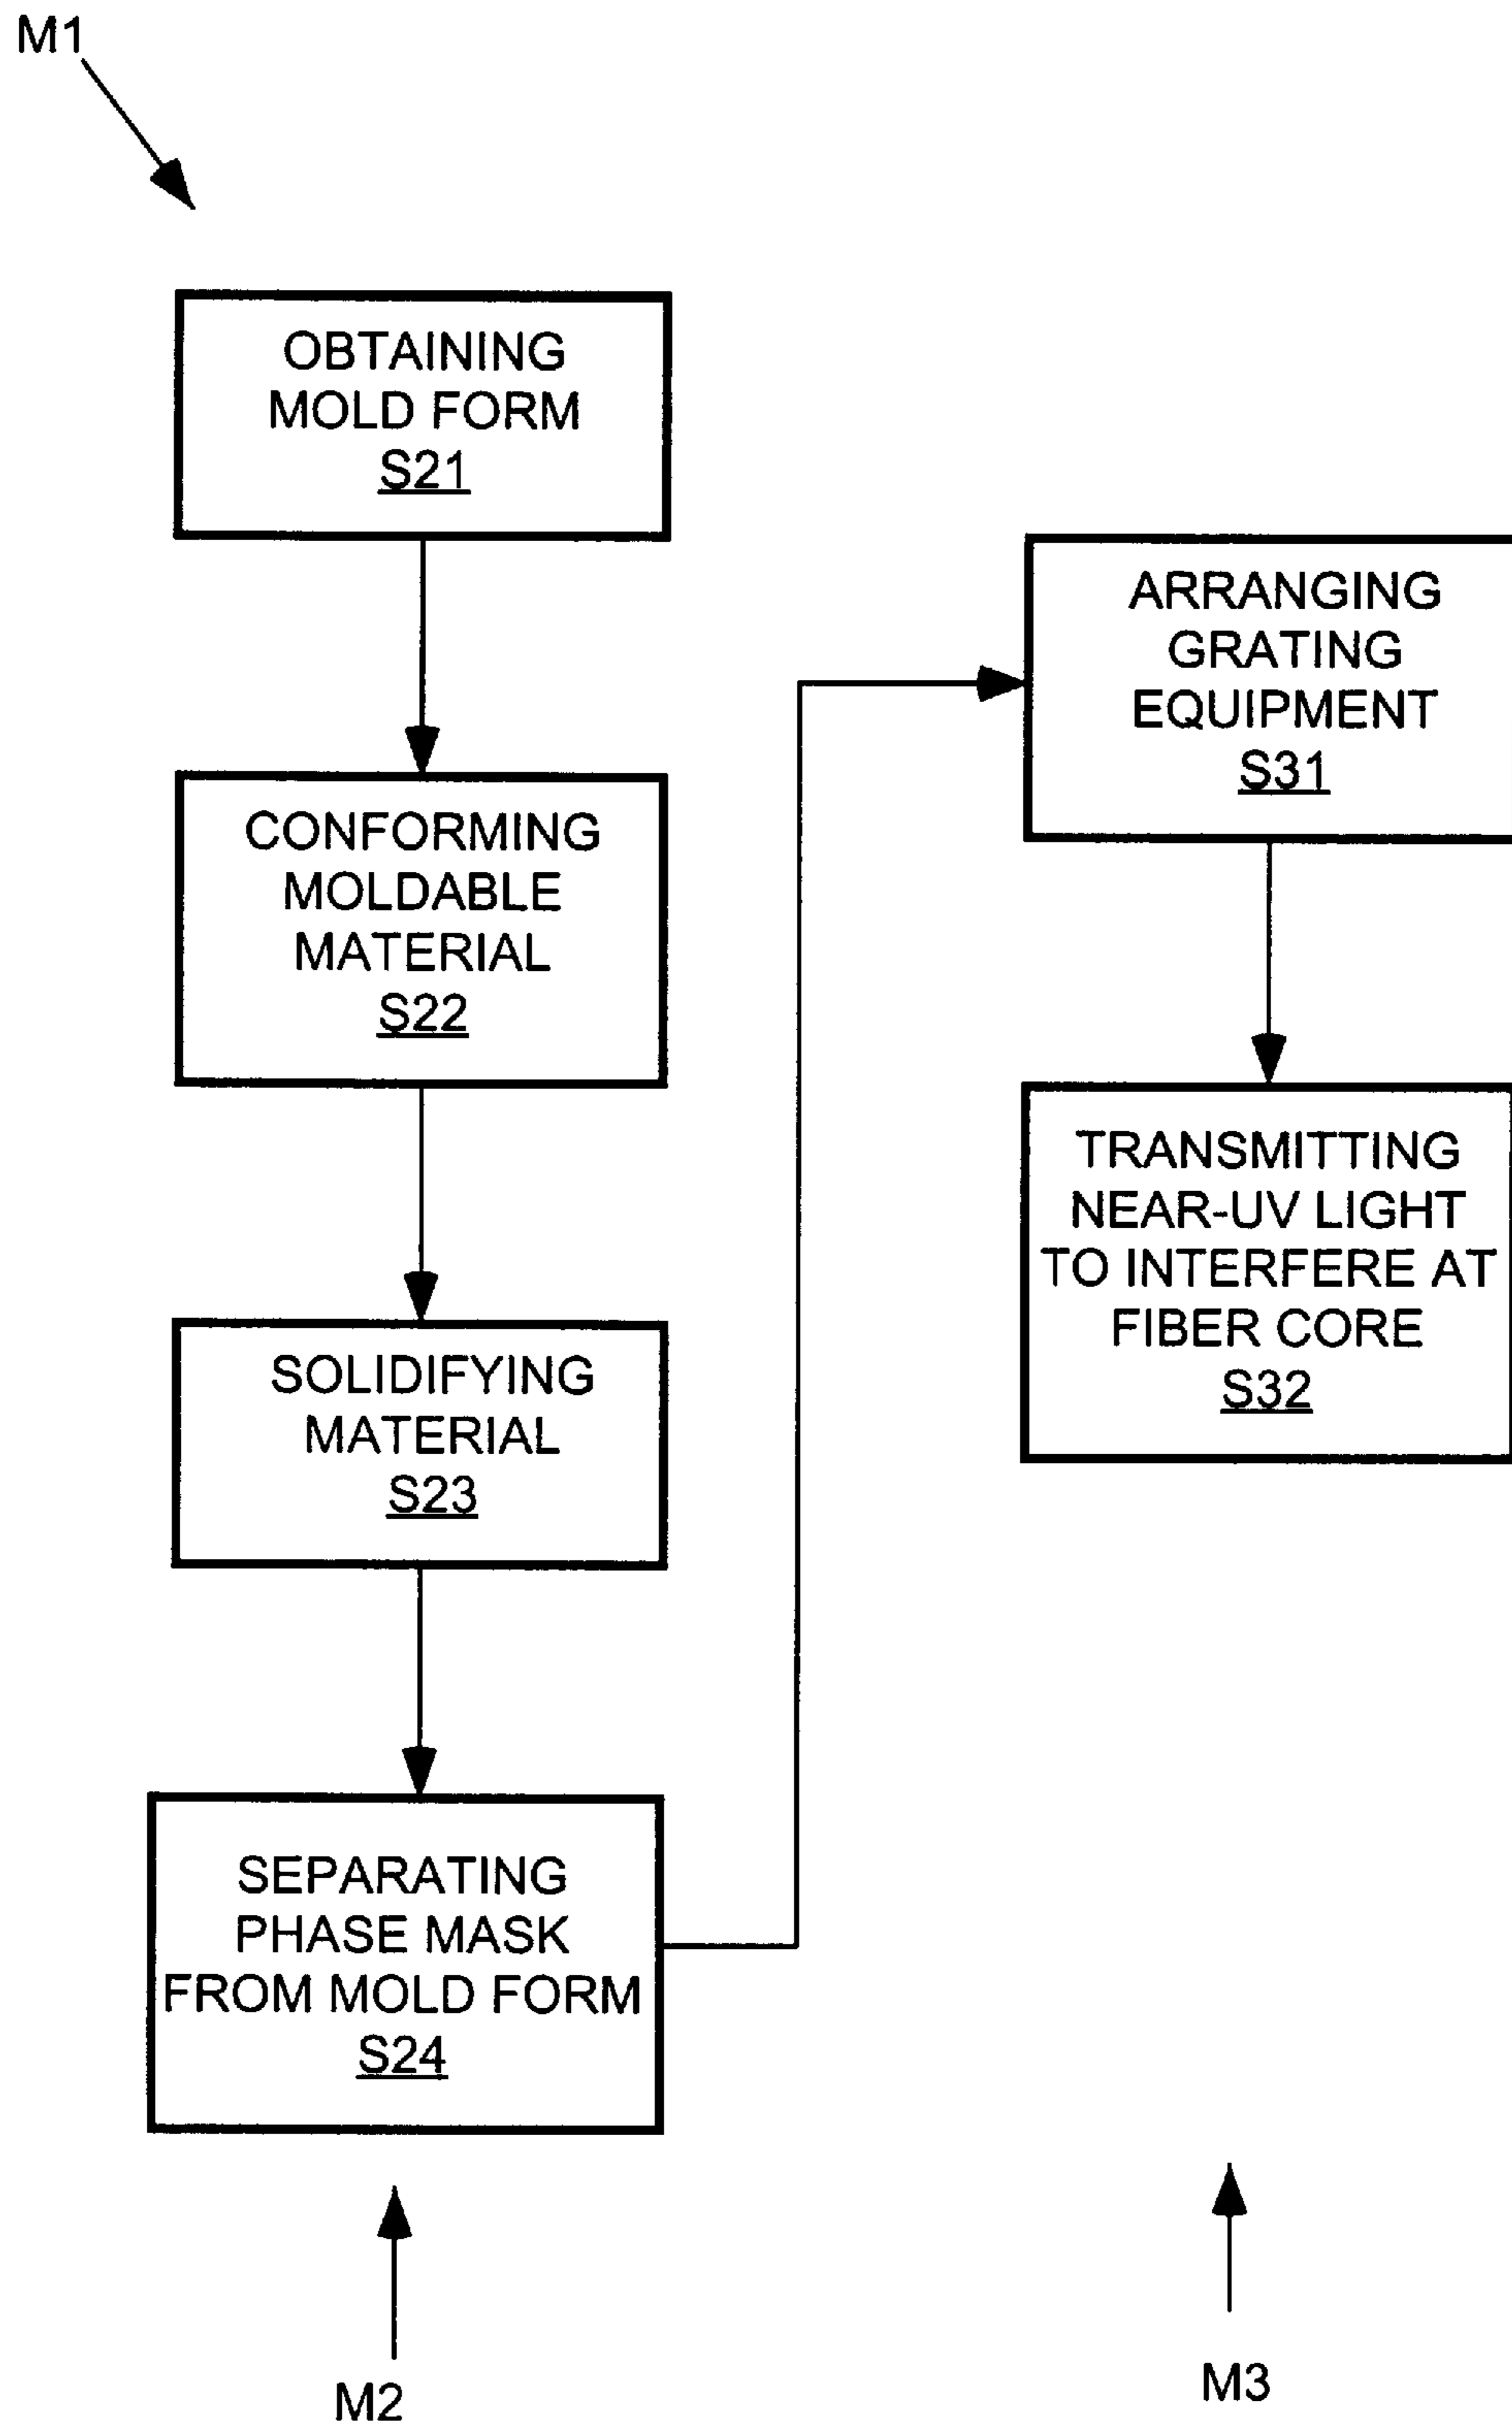 M1
OBTAINING
MOLD FORM
S21
CONFORMING
MOLDABLE
MATERIAL
S22
SOLIDIFYING
MATERIAL
S23
SEPARATING
PHASE MASK
FROM MOLD FORM
S24
M2
ARRANGING
GRATING
EQUIPMENT
S31
TRANSMITTING
NEAR-UV LIGHT
TO INTERFERE AT
FIBER CORE
S32
M3